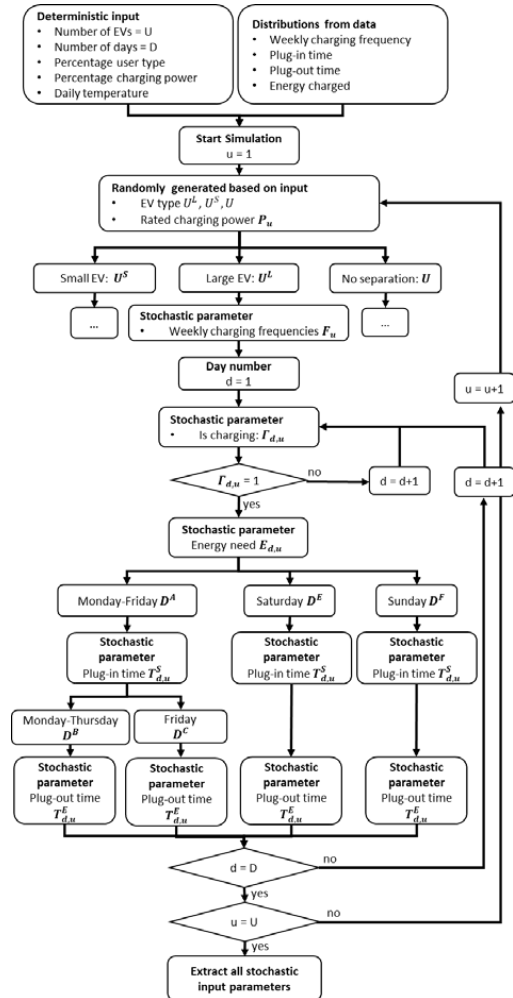 Deterministic input
• Number of EVs = U
• Number of days = D
• Percentage user type
• Percentage charging power
• Daily temperature
Distributions from data
• Weekly charging frequency
• Plug-in time
• Plug-out time
• Energy charged
Start Simulation
u = 1
Randomly generated based on input
• EV type U^L, U^S, U
• Rated charging power P_u
Small EV: U^S
Large EV: U^L
No separation: U
...
Stochastic parameter
• Weekly charging frequencies F_u
...
Day number
d = 1
u = u+1
Stochastic parameter
• Is charging: Γ_d,u
Γ_d,u = 1
no
d = d+1
d = d+1
yes
Stochastic parameter
Energy need E_d,u
Monday-Friday D^A
Saturday D^E
Sunday D^F
Stochastic
parameter
Plug-in time T^S_d,u
Stochastic
parameter
Plug-in time T^S_d,u
Stochastic
parameter
Plug-in time T^S_d,u
Monday-Thursday
D^B
Friday
D^C
Stochastic
parameter
Plug-out time
T^E_d,u
Stochastic
parameter
Plug-out time
T^E_d,u
Stochastic
parameter
Plug-out time
T^E_d,u
Stochastic
parameter
Plug-out time
T^E_d,u
d = D
no
yes
u = U
no
yes
Extract all stochastic
input parameters